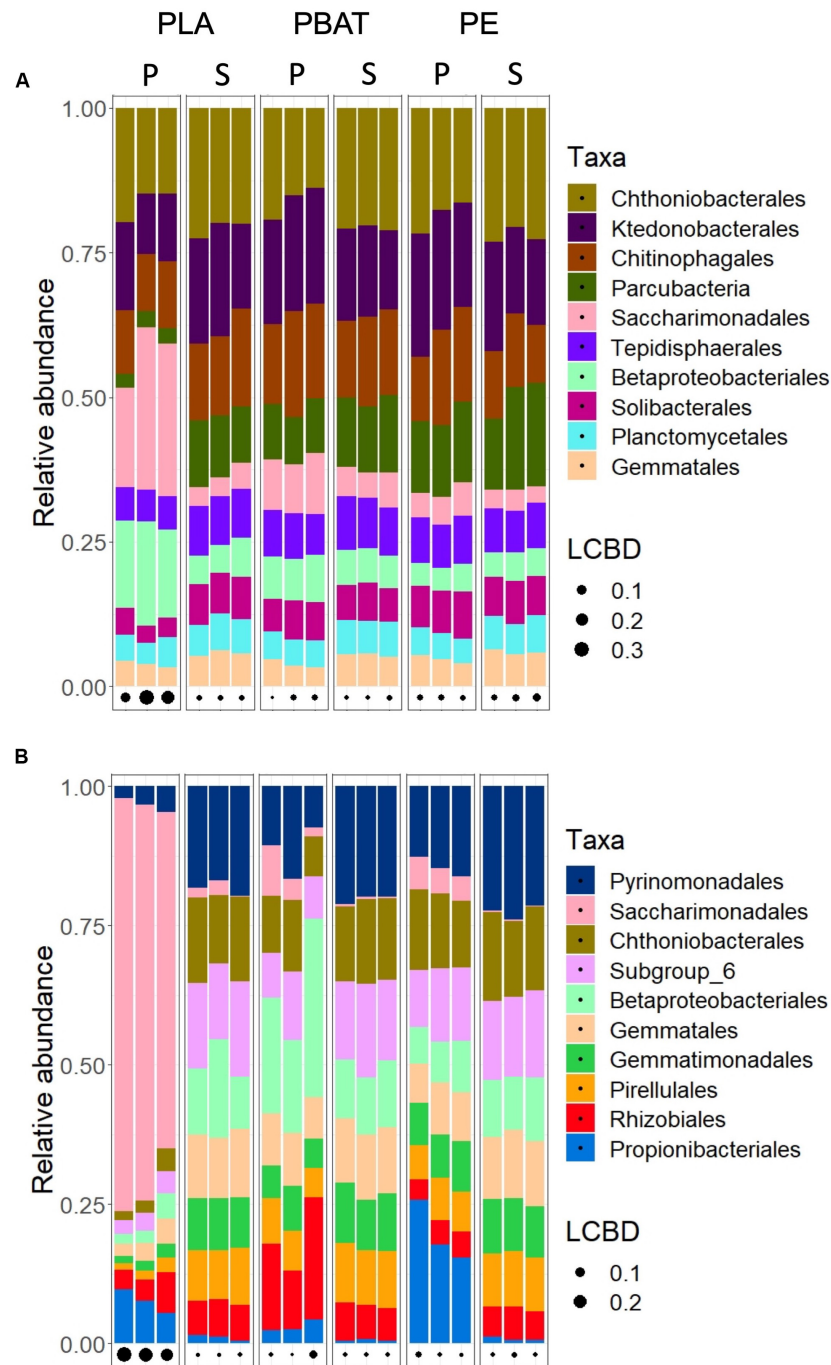 PLA PBAT PE
A P S P S P S
1.00
0.75
0.50
0.25
0.00
Relative abundance
Taxa
Chthoniobacterales
Ktedonobacterales
Chitinophagales
Parcubacteria
Saccharimonadales
Tepidisphaerales
Betaproteobacteriales
Solibacterales
Planctomycetales
Gemmatales
LCBD
0.1
0.2
0.3
B
1.00
0.75
0.50
0.25
0.00
Relative abundance
Taxa
Pyrinomonadales
Saccharimonadales
Chthoniobacterales
Subgroup_6
Betaproteobacteriales
Gemmatales
Gemmatimonadales
Pirellulales
Rhizobiales
Propionibacteriales
LCBD
0.1
0.2